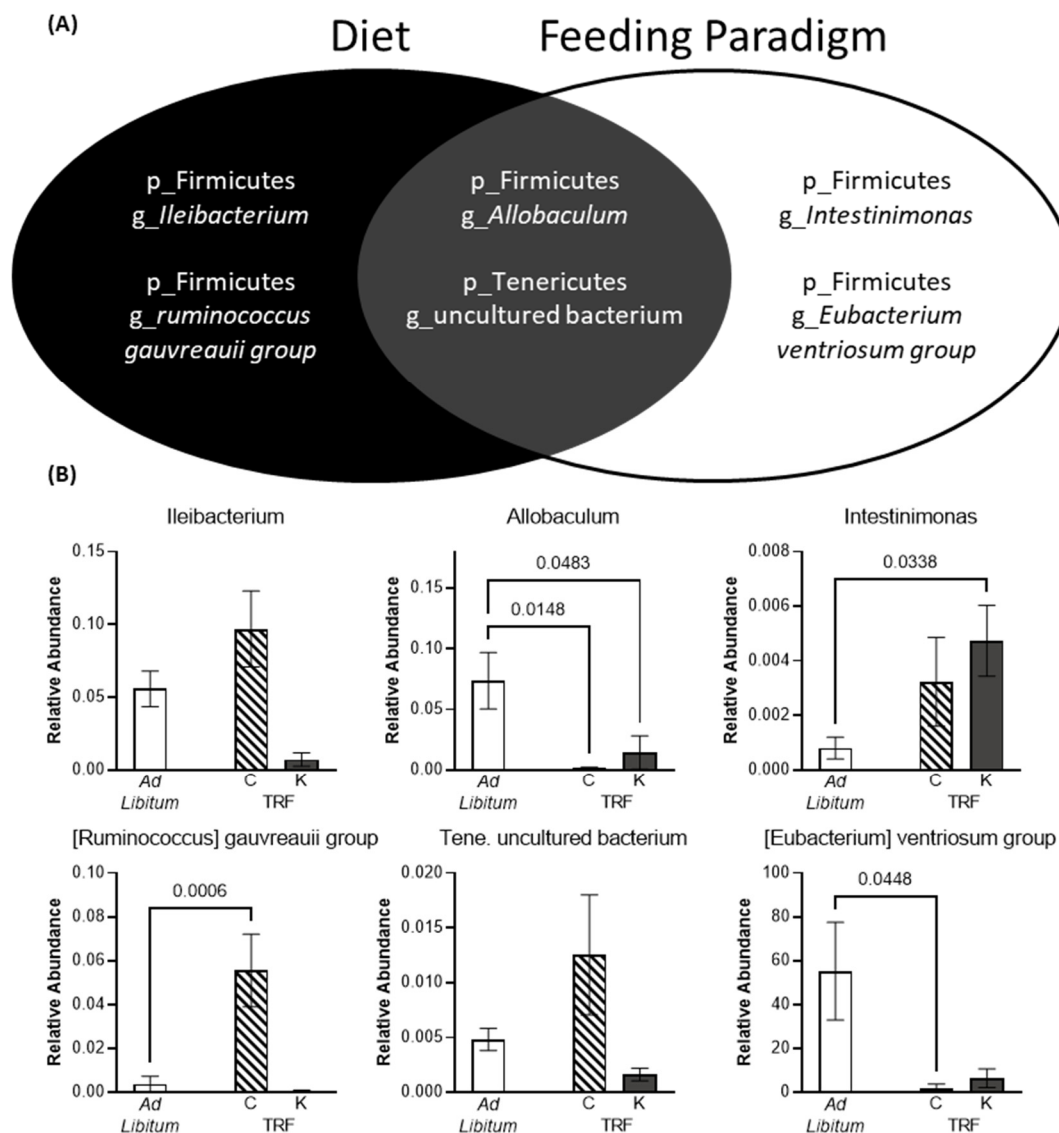 (A)
Diet Feeding Paradigm
p_Firmicutes
g_Ileibacterium
p_Firmicutes
g_ruminococcus
gauvreauii group
p_Firmicutes
g_Allobaculum
p_Tenericutes
g_uncultured bacterium
p_Firmicutes
g_Intestinimonas
p_Firmicutes
g_Eubacterium
ventriosum group
(B)
Ileibacterium
Relative Abundance
0.15
0.10
0.05
0.00
Ad
Libitum
C K
TRF
Allobaculum
Relative Abundance
0.15
0.10
0.05
0.00
0.0483
0.0148
Ad
Libitum
C K
TRF
Intestinimonas
Relative Abundance
0.008
0.006
0.004
0.002
0.000
0.0338
Ad
Libitum
C K
TRF
[Ruminococcus] gauvreauii group
Relative Abundance
0.10
0.08
0.06
0.04
0.02
0.00
0.0006
Ad
Libitum
C K
TRF
Tene. uncultured bacterium
Relative Abundance
0.020
0.015
0.010
0.005
0.000
Ad
Libitum
C K
TRF
[Eubacterium] ventriosum group
Relative Abundance
100
80
60
40
20
0
0.0448
Ad
Libitum
C K
TRF